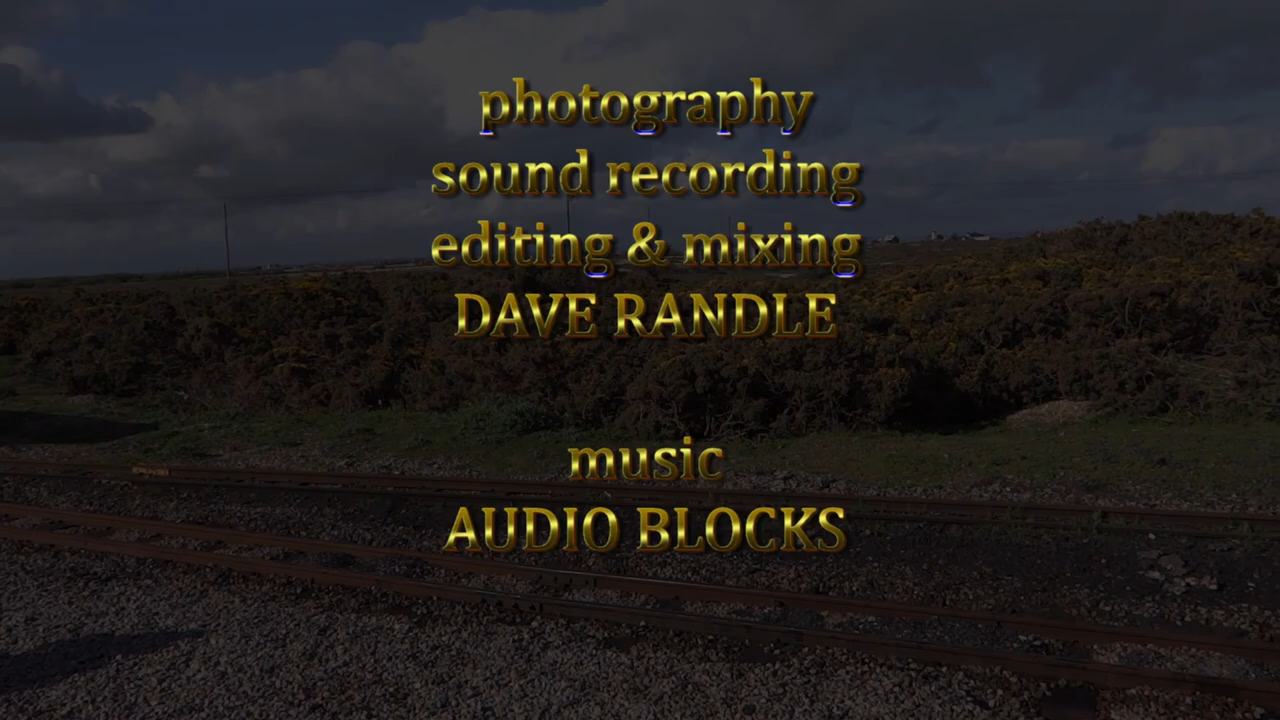 photography
sound recording
editing & mixing
DAVE RANDLE
music
AUDIO BLOCKS